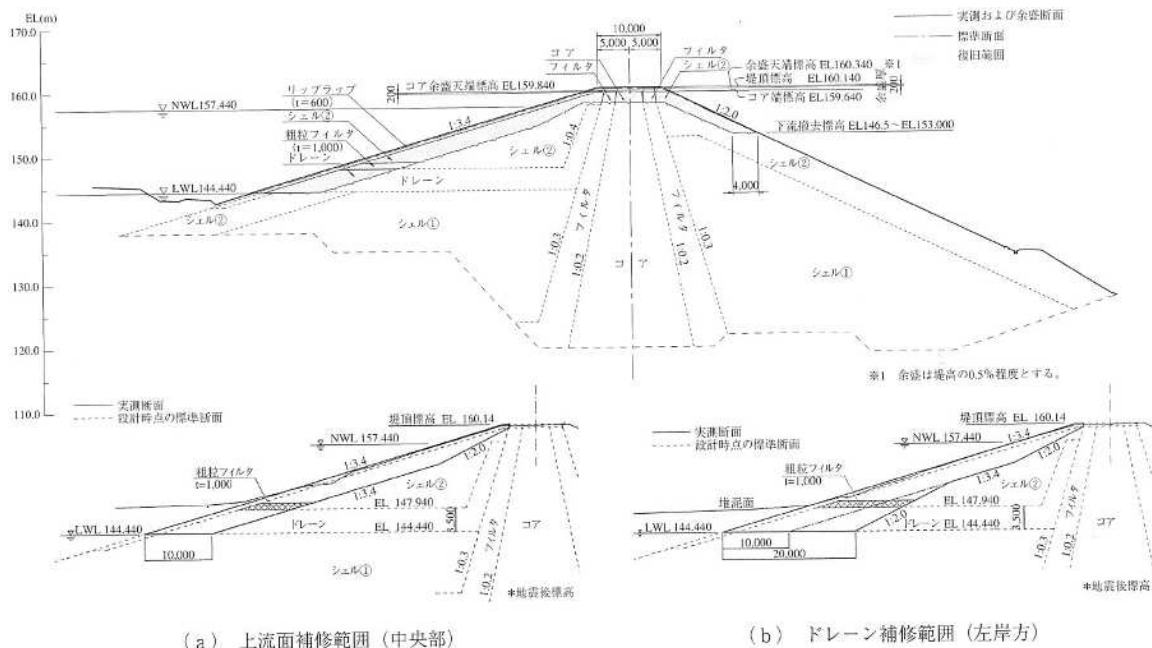 EL(m)
170.0
160.0
150.0
140.0
130.0
120.0
110.0
10,000
5,000 5,000
実測および余盛断面
標準断面
復旧範囲
コア
フィルタ
フィルタ
シェル②
余盛天端標高 EL160.340 ※1
堤頂標高 EL160.140
コア余盛天端標高 EL159.840
コア端標高 EL159.640
200
200
余盛厚
NWL157.440
リップラップ
(t=600)
シェル②
粗粒フィルタ
(t=1,000)
ドレーン
1:3.4
1:0.4
1:2.0
シェル②
下流撤去標高 EL146.5～EL153.000
シェル②
4,000
LWL144.440
ドレーン
シェル②
シェル①
1:0.3
フィルタ
1:0.2
コア
フィルタ
1:0.2
1:0.3
シェル①
※1 余盛は堤高の0.5%程度とする。
実測断面
設計時点の標準断面
堤頂標高 EL 160.14
NWL 157.440
1:3.4
1:2.0
粗粒フィルタ
t=1,000
シェル②
1:3.4
EL 147.940
3,500
ドレーン
EL 144.440
LWL 144.440
10,000
シェル①
1:0.3
1:0.2
フィルタ
コア
*地震後標高
(a) 上流面補修範囲(中央部)
実測断面
設計時点の標準断面
堤頂標高 EL 160.14
NWL 157.440
1:3.4
1:2.0
粗粒フィルタ
t=1,000
1:3.4
シェル②
堆泥面
EL 147.940
3,500
1:2.0
ドレーン EL 144.440
LWL 144.440
10,000
20,000
1:0.3
1:0.2
フィルタ
コア
*地震後標高
(b) ドレーン補修範囲(左岸方)